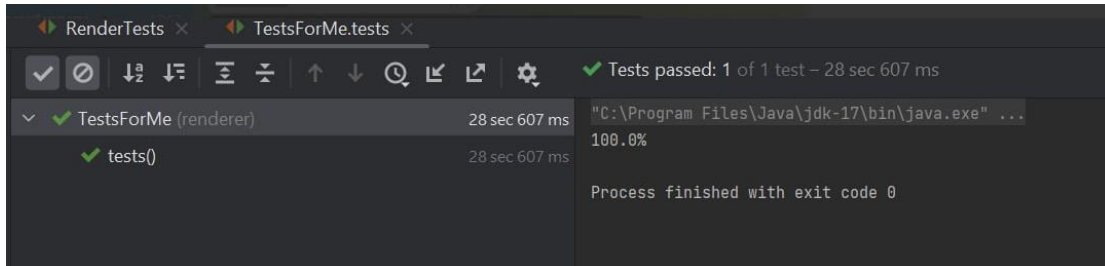 RenderTests
TestsForMe.tests
Tests passed: 1 of 1 test – 28 sec 607 ms
TestsForMe (renderer) 28 sec 607 ms
tests() 28 sec 607 ms
"C:\Program Files\Java\jdk-17\bin\java.exe" ...
100.0%
Process finished with exit code 0